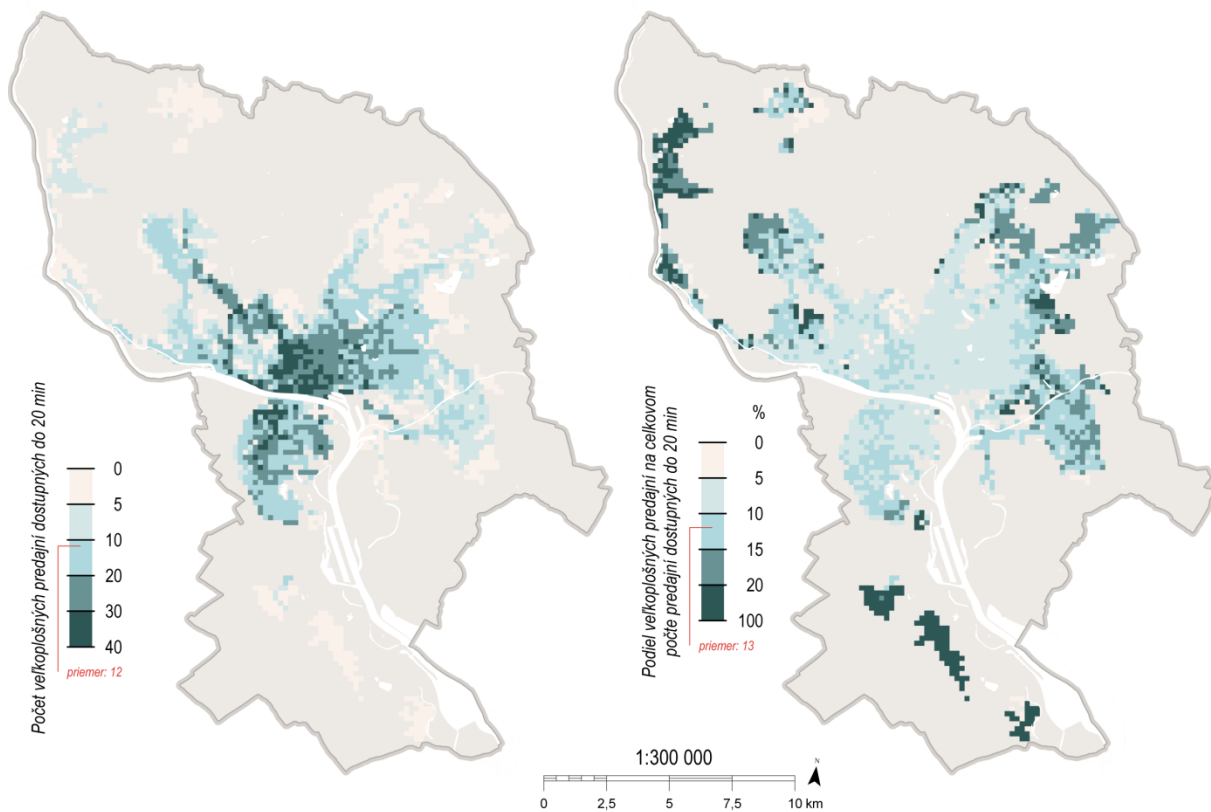 Počet veľkoplošných predajní dostupných do 20 min
0
5
10
20
30
40
priemer: 12
Podiel veľkoplošných predajní na celkovom
počte predajní dostupných do 20 min
%
0
5
10
15
20
100
priemer: 13
1:300 000
N
0 2,5 5 7,5 10 km